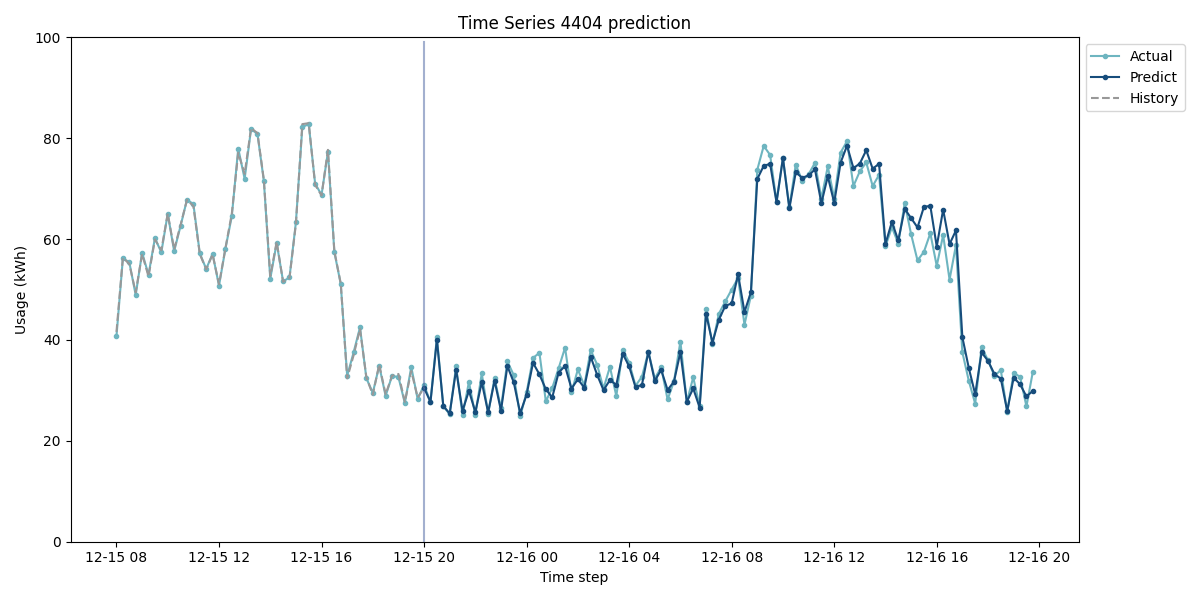 Time Series 4404 prediction
100
80
60
40
20
0
Usage (kWh)
12-15 08
12-15 12
12-15 16
12-15 20
12-16 00
12-16 04
12-16 08
12-16 12
12-16 16
12-16 20
Time step
Actual
Predict
History